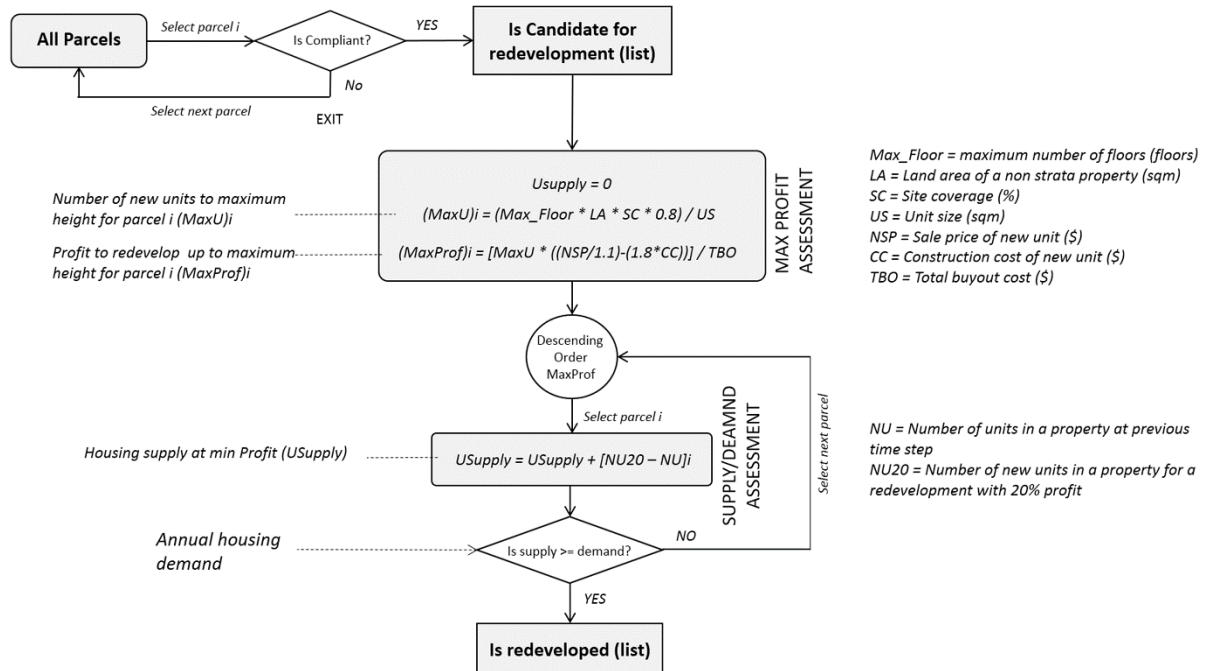 All Parcels
Select parcel i
Is Compliant?
YES
Is Candidate for
redevelopment (list)
No
Select next parcel
EXIT
Number of new units to maximum
height for parcel i (MaxU)i
Profit to redevelop up to maximum
height for parcel i (MaxProf)i
Usupply = 0
(MaxU)i = (Max_Floor * LA * SC * 0.8) / US
(MaxProf)i = [MaxU * ((NSP/1.1)-(1.8*CC))] / TBO
MAX PROFIT
ASSESSMENT
Max_Floor = maximum number of floors (floors)
LA = Land area of a non strata property (sqm)
SC = Site coverage (%)
US = Unit size (sqm)
NSP = Sale price of new unit ($)
CC = Construction cost of new unit ($)
TBO = Total buyout cost ($)
Descending
Order
MaxProf
Select parcel i
Housing supply at min Profit (USupply)
USupply = USupply + [NU20 – NU]i
SUPPLY/DEAMND
ASSESSMENT
Select next parcel
NU = Number of units in a property at previous
time step
NU20 = Number of new units in a property for a
redevelopment with 20% profit
Annual housing
demand
Is supply >= demand?
NO
YES
Is redeveloped (list)